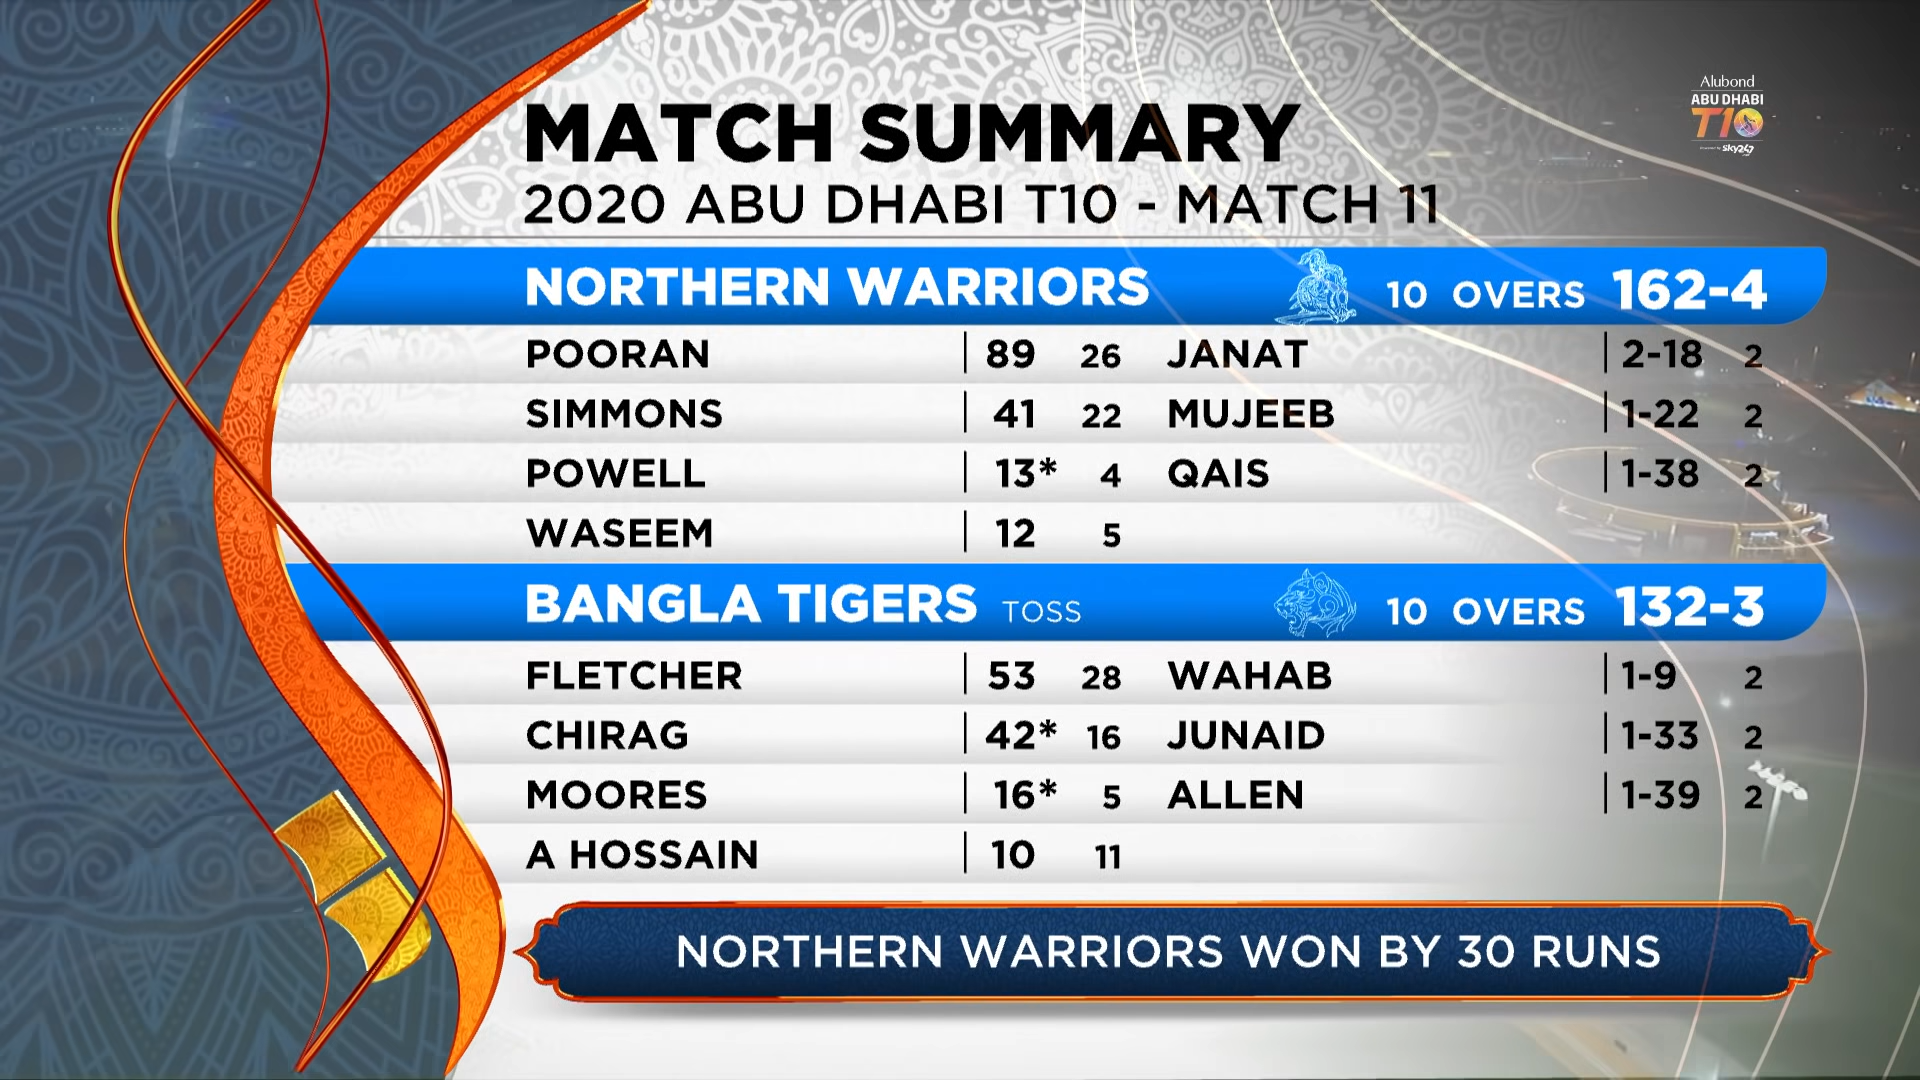 Alubond
ABU DHABI
T10
sky247
MATCH SUMMARY
2020 ABU DHABI T10 - MATCH 11
NORTHERN WARRIORS 10 OVERS 162-4
POORAN 89 26 JANAT 2-18 2
SIMMONS 41 22 MUJEEB 1-22 2
POWELL 13* 4 QAIS 1-38 2
WASEEM 12 5
BANGLA TIGERS TOSS 10 OVERS 132-3
FLETCHER 53 28 WAHAB 1-9 2
CHIRAG 42* 16 JUNAID 1-33 2
MOORES 16* 5 ALLEN 1-39 2
A HOSSAIN 10 11
NORTHERN WARRIORS WON BY 30 RUNS